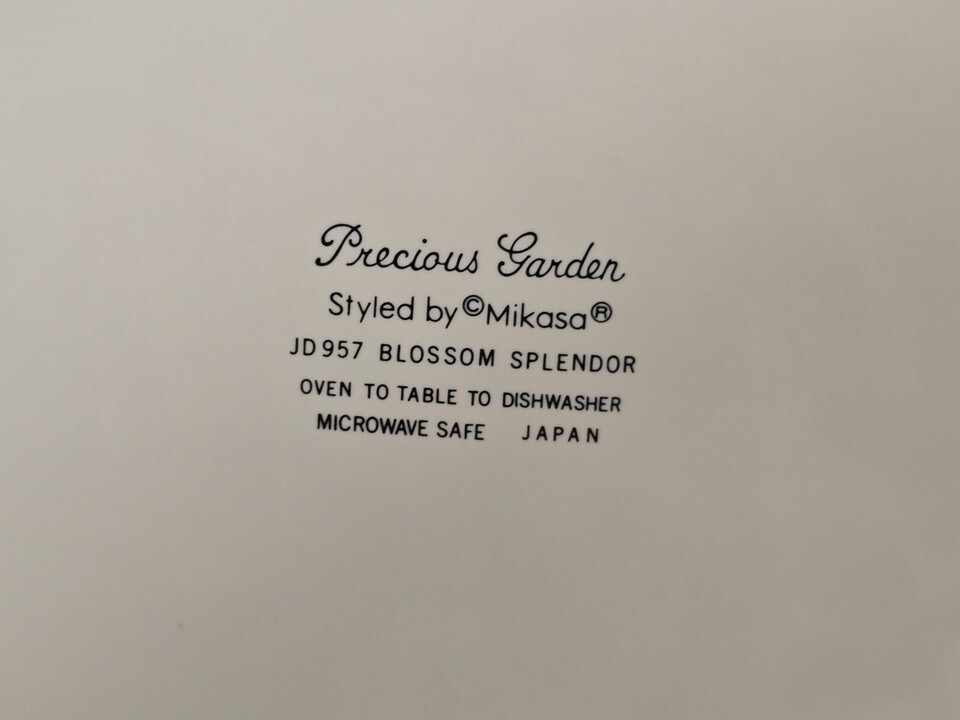 Precious Garden
Styled by ©Mikasa®
JD957 BLOSSOM SPLENDOR
OVEN TO TABLE TO DISHWASHER
MICROWAVE SAFE JAPAN